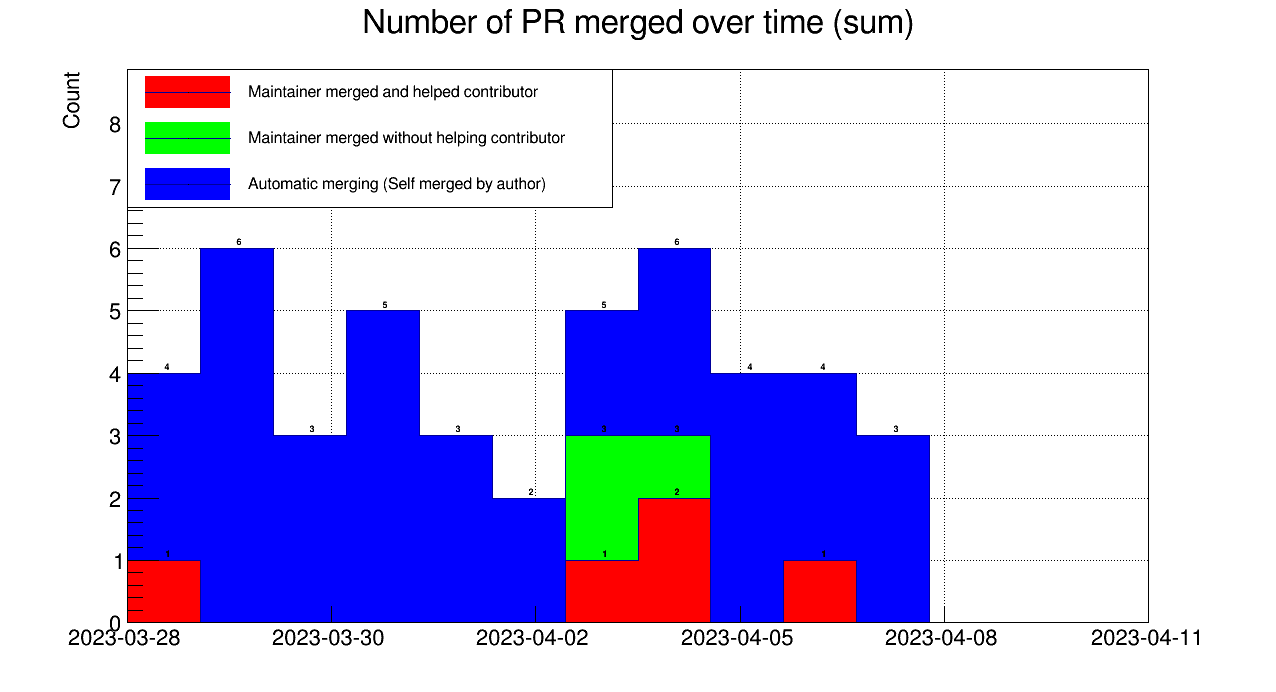 Number of PR merged over time (sum)
Count
Maintainer merged and helped contributor
Maintainer merged without helping contributor
Automatic merging (Self merged by author)
8
7
6
5
4
3
2
1
0
4 6 3 5 3 2 5 6 4 4 3
3 3
1 1 2 1
2023-03-28 2023-03-30 2023-04-02 2023-04-05 2023-04-08 2023-04-11